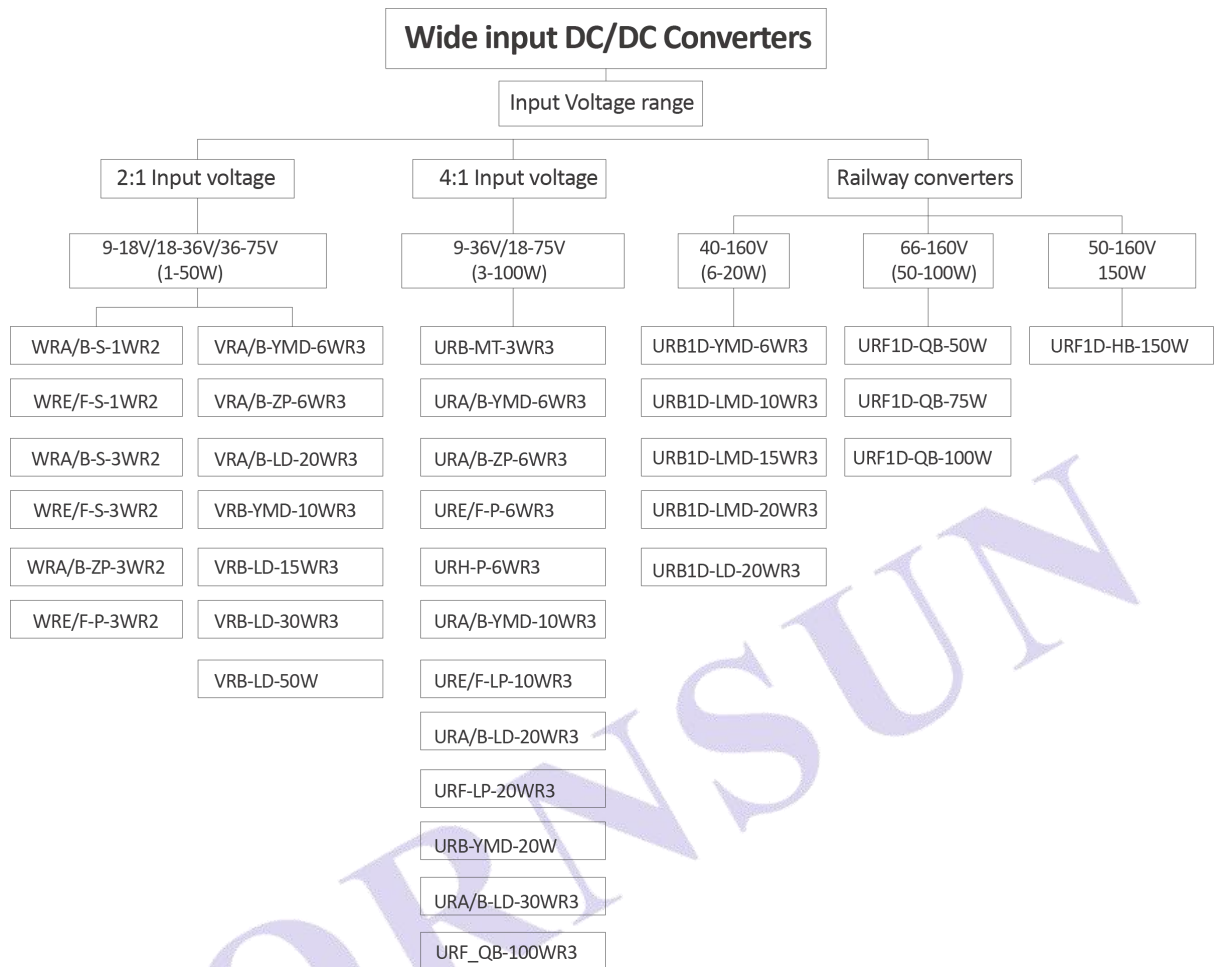 Wide input DC/DC Converters
Input Voltage range
2:1 Input voltage
4:1 Input voltage
Railway converters
9-18V/18-36V/36-75V
(1-50W)
9-36V/18-75V
(3-100W)
40-160V
(6-20W)
66-160V
(50-100W)
50-160V
150W
WRA/B-S-1WR2
WRE/F-S-1WR2
WRA/B-S-3WR2
WRE/F-S-3WR2
WRA/B-ZP-3WR2
WRE/F-P-3WR2
VRA/B-YMD-6WR3
VRA/B-ZP-6WR3
VRA/B-LD-20WR3
VRB-YMD-10WR3
VRB-LD-15WR3
VRB-LD-30WR3
VRB-LD-50W
URB-MT-3WR3
URA/B-YMD-6WR3
URA/B-ZP-6WR3
URE/F-P-6WR3
URH-P-6WR3
URA/B-YMD-10WR3
URE/F-LP-10WR3
URA/B-LD-20WR3
URF-LP-20WR3
URB-YMD-20W
URA/B-LD-30WR3
URF_QB-100WR3
URB1D-YMD-6WR3
URB1D-LMD-10WR3
URB1D-LMD-15WR3
URB1D-LMD-20WR3
URB1D-LD-20WR3
URF1D-QB-50W
URF1D-QB-75W
URF1D-QB-100W
URF1D-HB-150W
ORNSUN